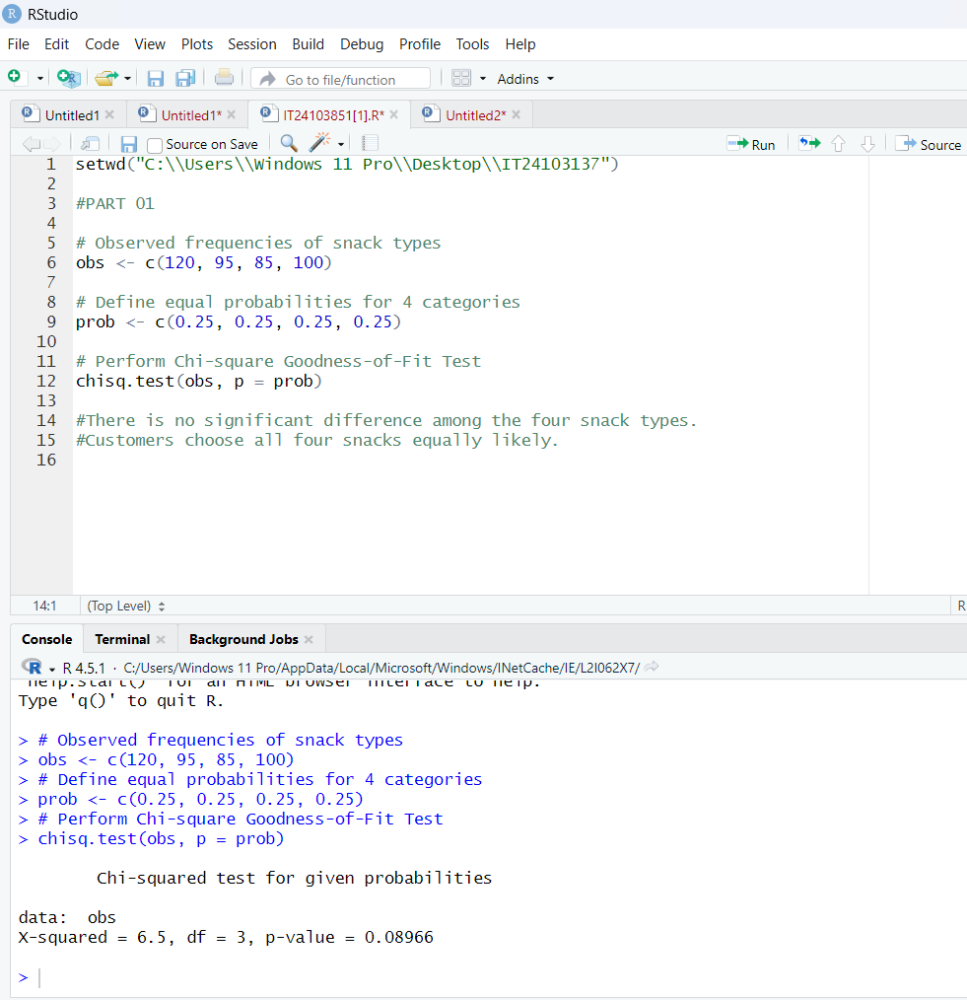 RStudio
File Edit Code View Plots Session Build Debug Profile Tools Help
Go to file/function Addins
Untitled1 Untitled1* IT24103851[1].R* Untitled2*
Source on Save Run Source
1 setwd("C:\\Users\\Windows 11 Pro\\Desktop\\IT24103137")
2
3 #PART 01
4
5 # Observed frequencies of snack types
6 obs <- c(120, 95, 85, 100)
7
8 # Define equal probabilities for 4 categories
9 prob <- c(0.25, 0.25, 0.25, 0.25)
10
11 # Perform Chi-square Goodness-of-Fit Test
12 chisq.test(obs, p = prob)
13
14 #There is no significant difference among the four snack types.
15 #Customers choose all four snacks equally likely.
16
14:1 (Top Level) R
Console Terminal Background Jobs
R 4.5.1 · C:/Users/Windows 11 Pro/AppData/Local/Microsoft/Windows/INetCache/IE/L2I062X7/
'help.start()' for an HTML browser interface to help.
Type 'q()' to quit R.
> # Observed frequencies of snack types
> obs <- c(120, 95, 85, 100)
> # Define equal probabilities for 4 categories
> prob <- c(0.25, 0.25, 0.25, 0.25)
> # Perform Chi-square Goodness-of-Fit Test
> chisq.test(obs, p = prob)
Chi-squared test for given probabilities
data: obs
X-squared = 6.5, df = 3, p-value = 0.08966
>